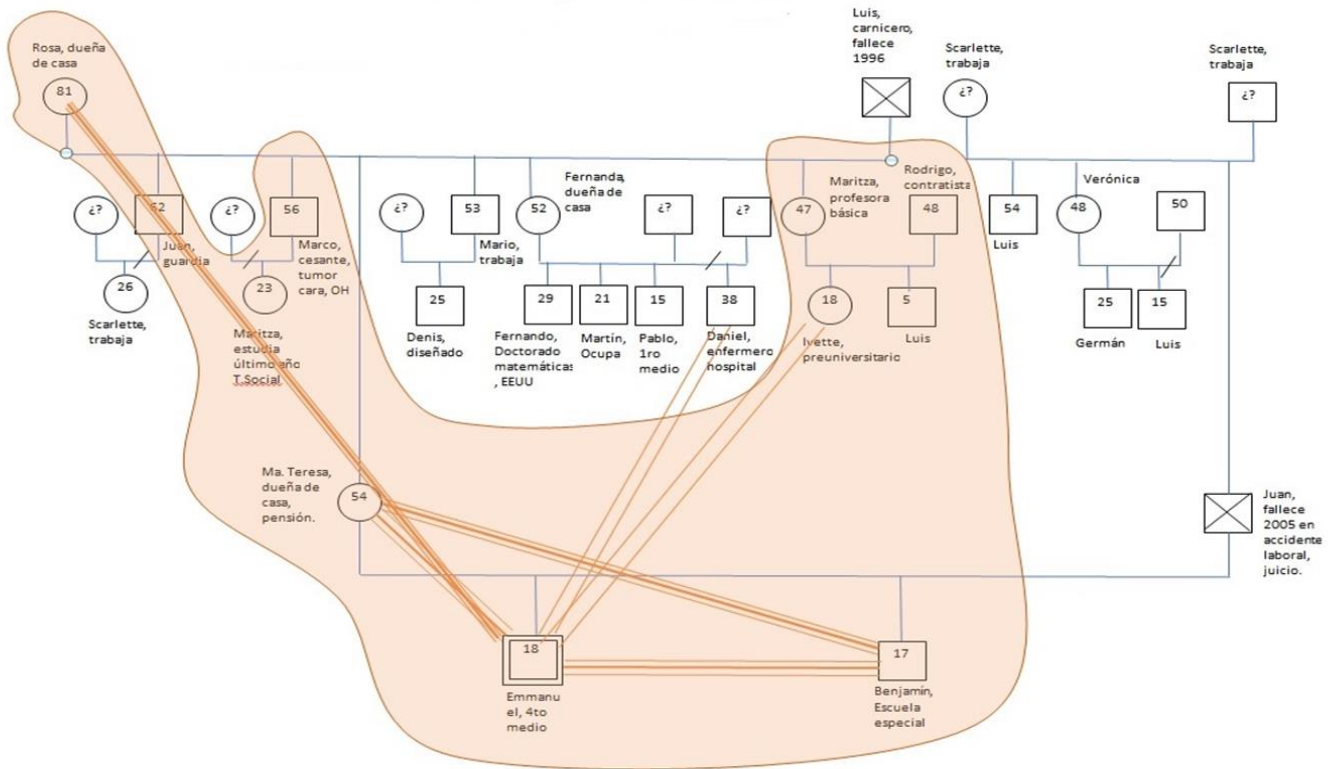 Rosa, dueña
de casa
81
Luis,
carnicero,
fallece
1996
Scarlette,
trabaja
¿?
Scarlette,
trabaja
¿?
¿?
62
Juan,
guardia
26
Scarlette,
trabaja
¿?
56
Marco,
cesante,
tumor
cara, OH
23
Maritza,
estudia
último año
T.Social
¿?
53
Mario,
trabaja
25
Denis,
diseñado
Fernanda,
dueña de
casa
52
¿?
¿?
29
Fernando,
Doctorado
matemáticas
, EEUU
21
Martín,
Ocupa
15
Pablo,
1ro
medio
38
Daniel,
enfermero
hospital
47
Maritza,
profesora
básica
Rodrigo,
contratista
48
18
Ivette,
preuniversitario
5
Luis
54
Luis
Verónica
48
50
25
Germán
15
Luis
Ma. Teresa,
dueña de
casa,
pensión.
54
Juan,
fallece
2005 en
accidente
laboral,
juicio.
18
Emmanu
el, 4to
medio
17
Benjamín,
Escuela
especial